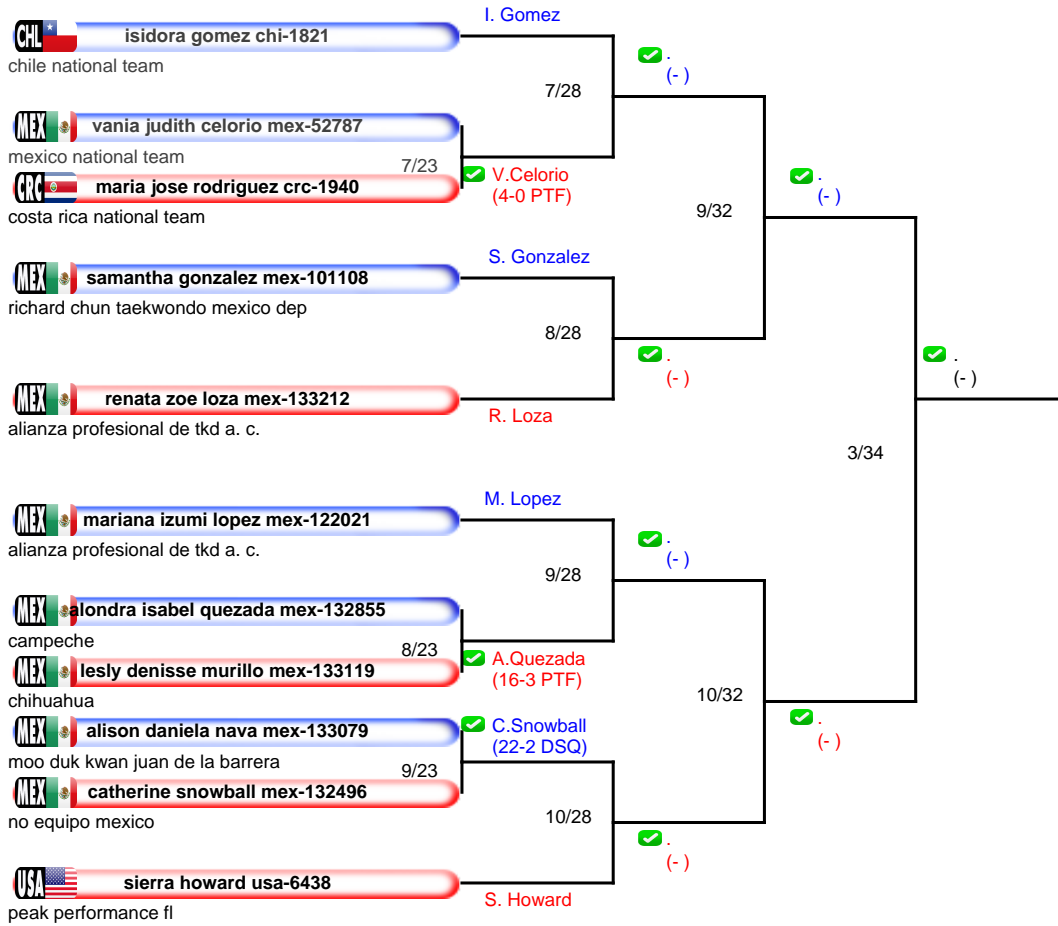 I. Gomez
CHL isidora gomez chi-1821
chile national team
.
(- )
7/28
MEX vania judith celorio mex-52787
mexico national team
7/23
V.Celorio
(4-0 PTF)
CRC maria jose rodriguez crc-1940
costa rica national team
.
(- )
9/32
S. Gonzalez
MEX samantha gonzalez mex-101108
richard chun taekwondo mexico dep
8/28
.
(- )
MEX renata zoe loza mex-133212
R. Loza
alianza profesional de tkd a. c.
.
(- )
3/34
M. Lopez
MEX mariana izumi lopez mex-122021
alianza profesional de tkd a. c.
.
(- )
9/28
MEX alondra isabel quezada mex-132855
campeche
8/23
A.Quezada
(16-3 PTF)
MEX lesly denisse murillo mex-133119
chihuahua
10/32
.
(- )
C.Snowball
(22-2 DSQ)
MEX alison daniela nava mex-133079
moo duk kwan juan de la barrera
9/23
MEX catherine snowball mex-132496
no equipo mexico
10/28
.
(- )
USA sierra howard usa-6438
S. Howard
peak performance fl